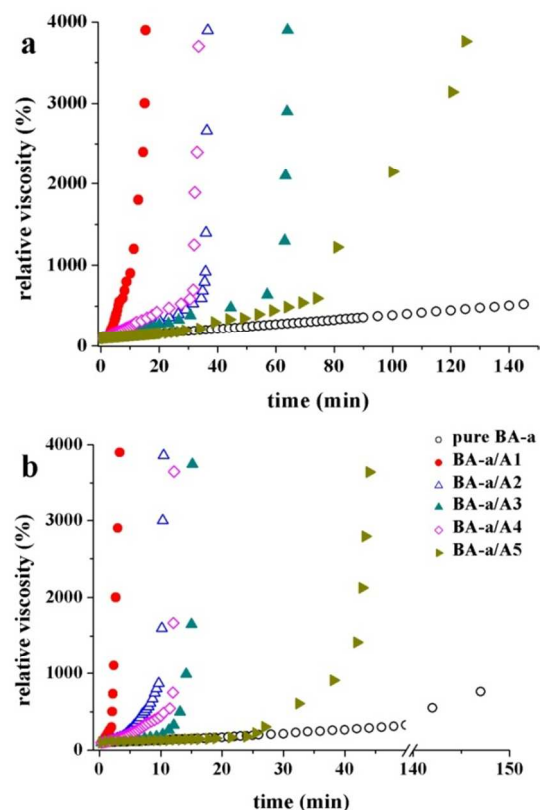 a
relative viscosity (%)
4000
3000
2000
1000
0
0 20 40 60 80 100 120 140
time (min)
b
relative viscosity (%)
4000
3000
2000
1000
0
pure BA-a
BA-a/A1
BA-a/A2
BA-a/A3
BA-a/A4
BA-a/A5
0 10 20 30 40 140 150
time (min)